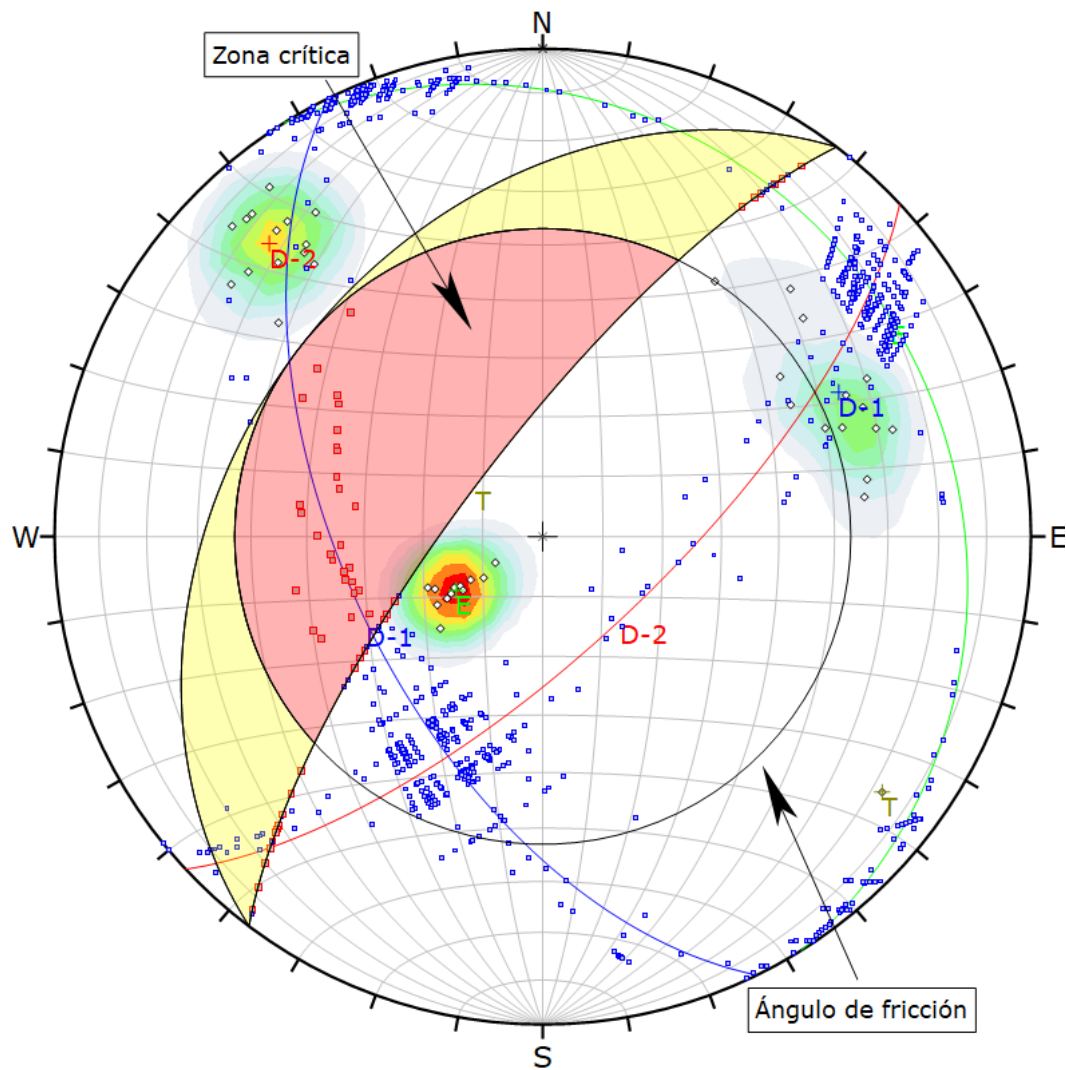 N
Zona crítica
D-2
E
D-1
T
W
E
E
D-1
D-2
T
Ángulo de fricción
S